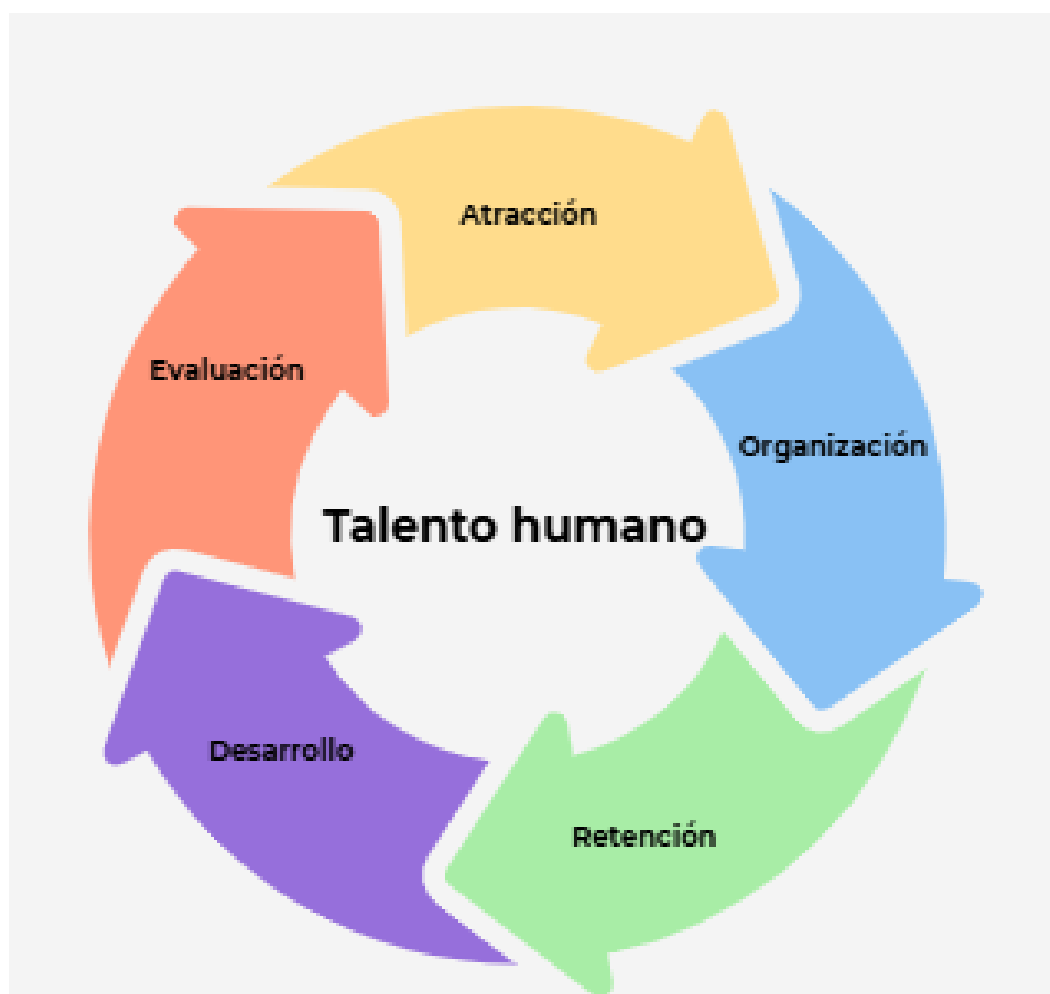 Atracción
Organización
Retención
Desarrollo
Evaluación
Talento humano